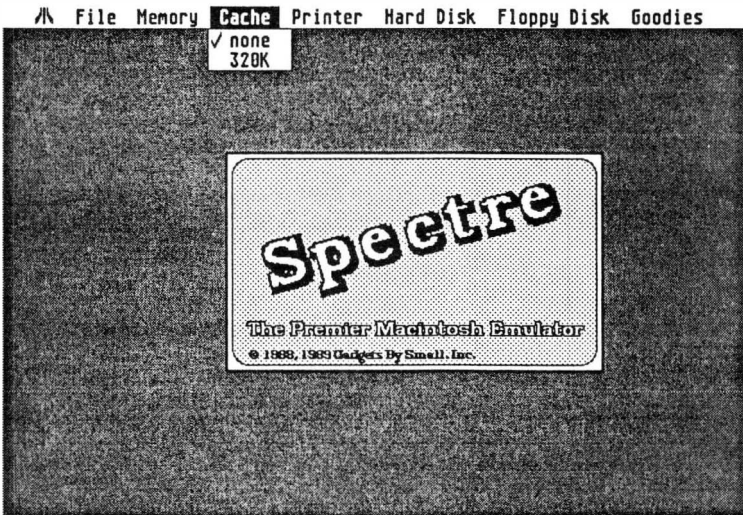 File Memory Cache Printer Hard Disk Floppy Disk Goodies
✓ none
320K
Spectre
The Premier Macintosh Emulator
© 1988, 1989 Gadgets By Small, Inc.